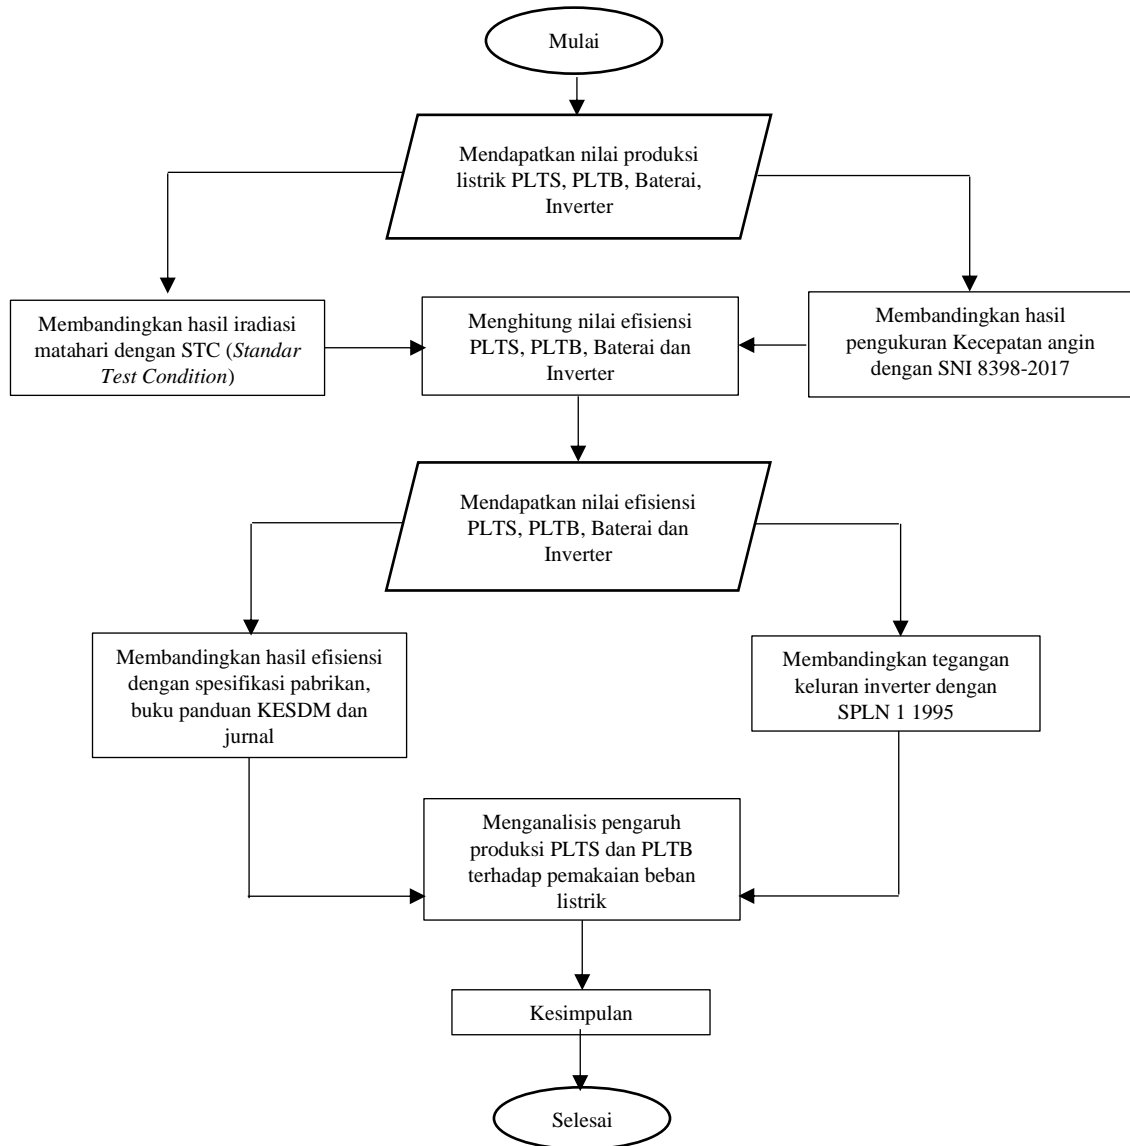 Mulai
Mendapatkan nilai produksi
listrik PLTS, PLTB, Baterai,
Inverter
Membandingkan hasil iradiasi
matahari dengan STC (Standar
Test Condition)
Menghitung nilai efisiensi
PLTS, PLTB, Baterai dan
Inverter
Membandingkan hasil
pengukuran Kecepatan angin
dengan SNI 8398-2017
Mendapatkan nilai efisiensi
PLTS, PLTB, Baterai dan
Inverter
Membandingkan hasil efisiensi
dengan spesifikasi pabrikan,
buku panduan KESDM dan
jurnal
Membandingkan tegangan
keluran inverter dengan
SPLN 1 1995
Menganalisis pengaruh
produksi PLTS dan PLTB
terhadap pemakaian beban
listrik
Kesimpulan
Selesai